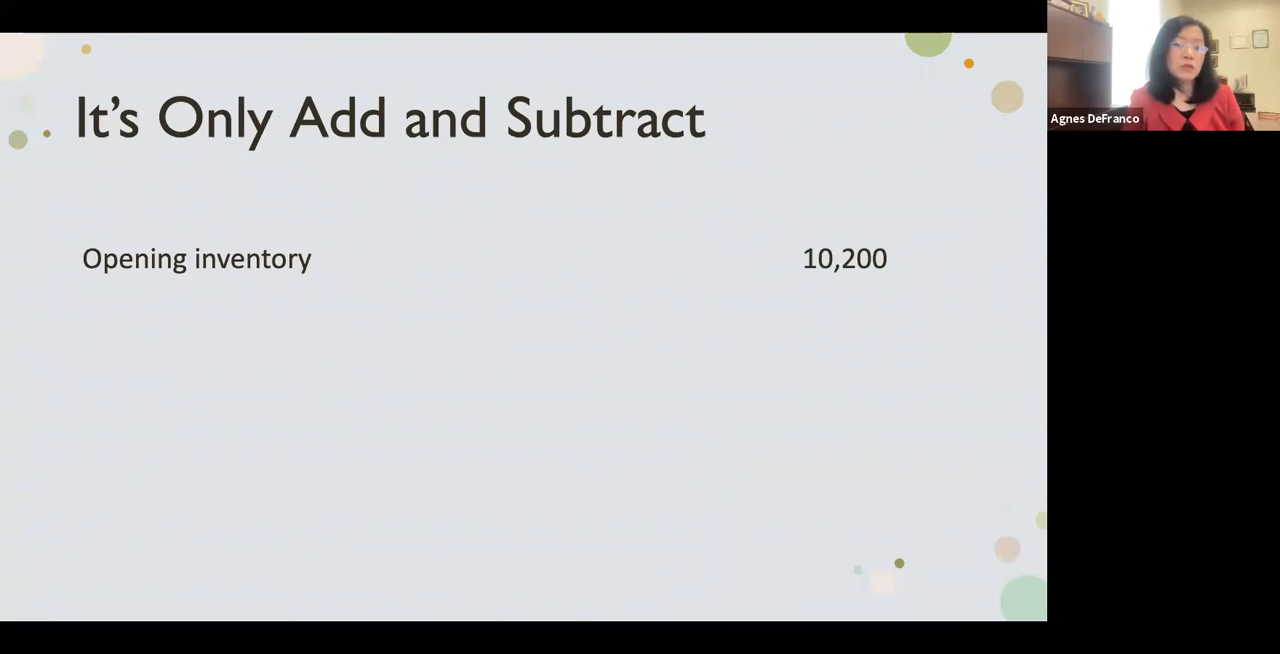 It's Only Add and Subtract
Opening inventory 10,200
Agnes DeFranco